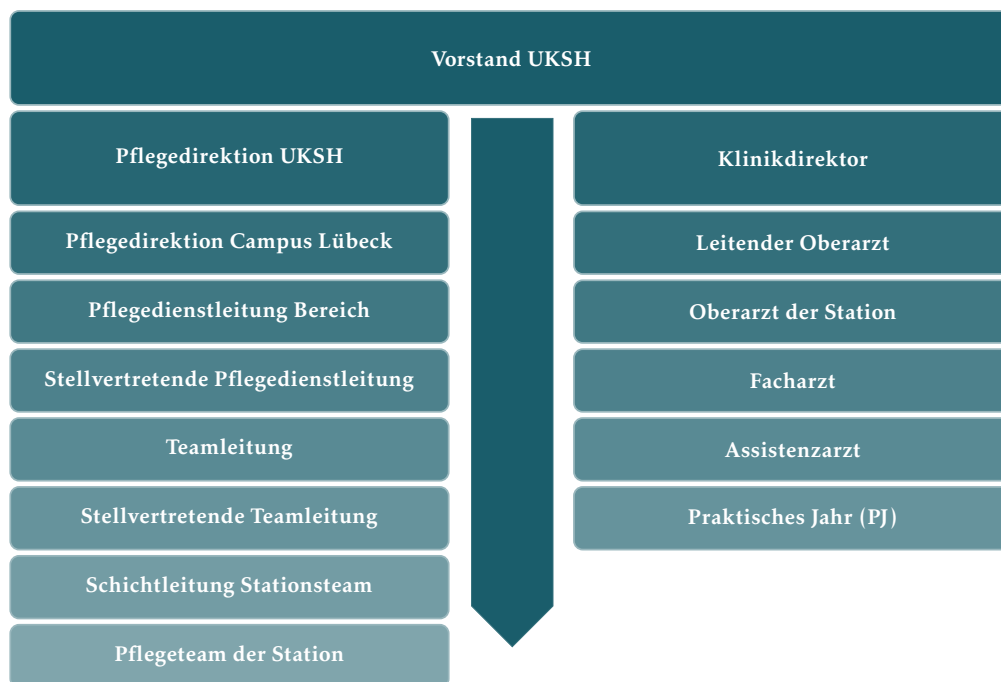 Vorstand UKSH
Pflegedirektion UKSH
Klinikdirektor
Pflegedirektion Campus Lübeck
Leitender Oberarzt
Pflegedienstleitung Bereich
Oberarzt der Station
Stellvertretende Pflegedienstleitung
Facharzt
Teamleitung
Assistenzarzt
Stellvertretende Teamleitung
Praktisches Jahr (PJ)
Schichtleitung Stationsteam
Pflegeteam der Station